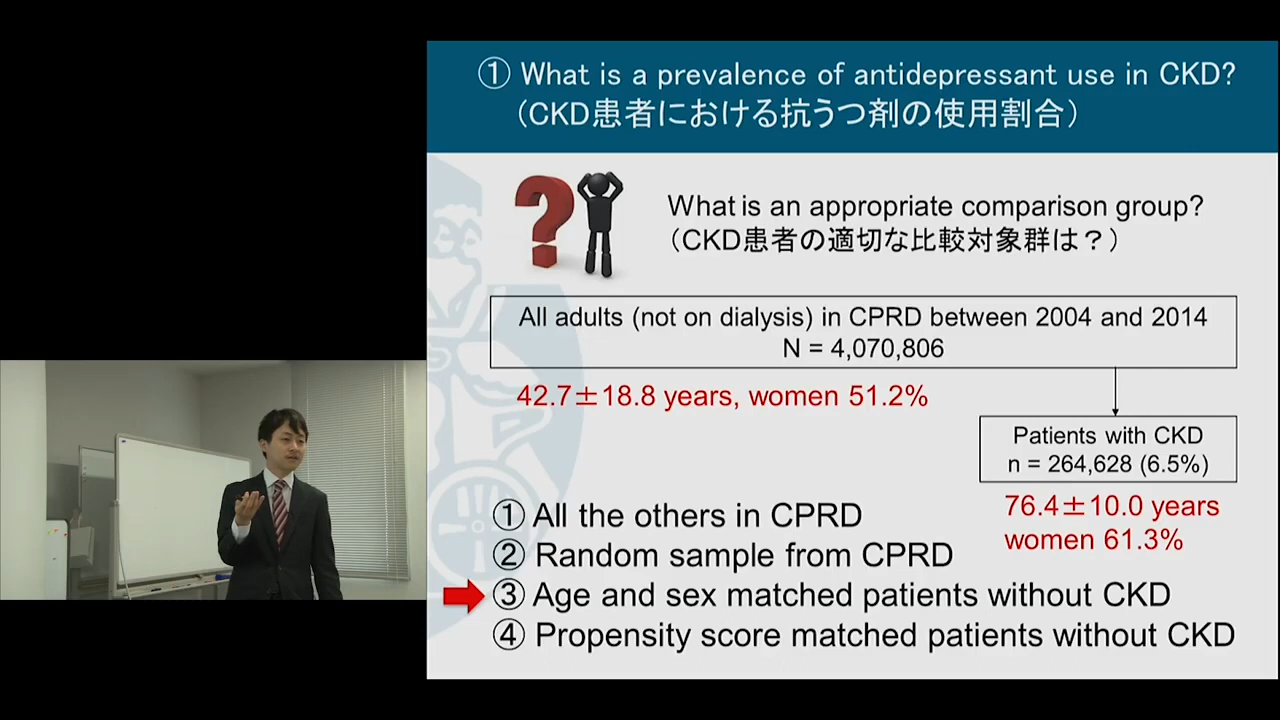 ① What is a prevalence of antidepressant use in CKD?
（CKD患者における抗うつ剤の使用割合）
What is an appropriate comparison group?
（CKD患者の適切な比較対象群は？）
All adults (not on dialysis) in CPRD between 2004 and 2014
N = 4,070,806
42.7±18.8 years, women 51.2%
Patients with CKD
n = 264,628 (6.5%)
76.4±10.0 years
women 61.3%
① All the others in CPRD
② Random sample from CPRD
③ Age and sex matched patients without CKD
④ Propensity score matched patients without CKD